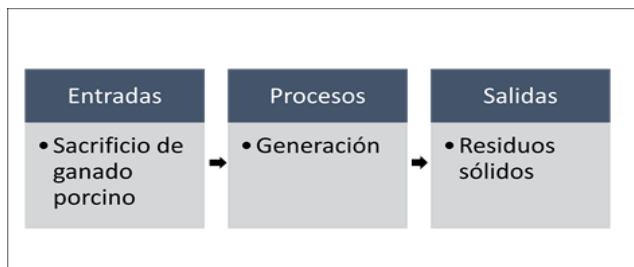 Entradas
• Sacrificio de
ganado
porcino
Procesos
• Generación
Salidas
• Residuos
sólidos